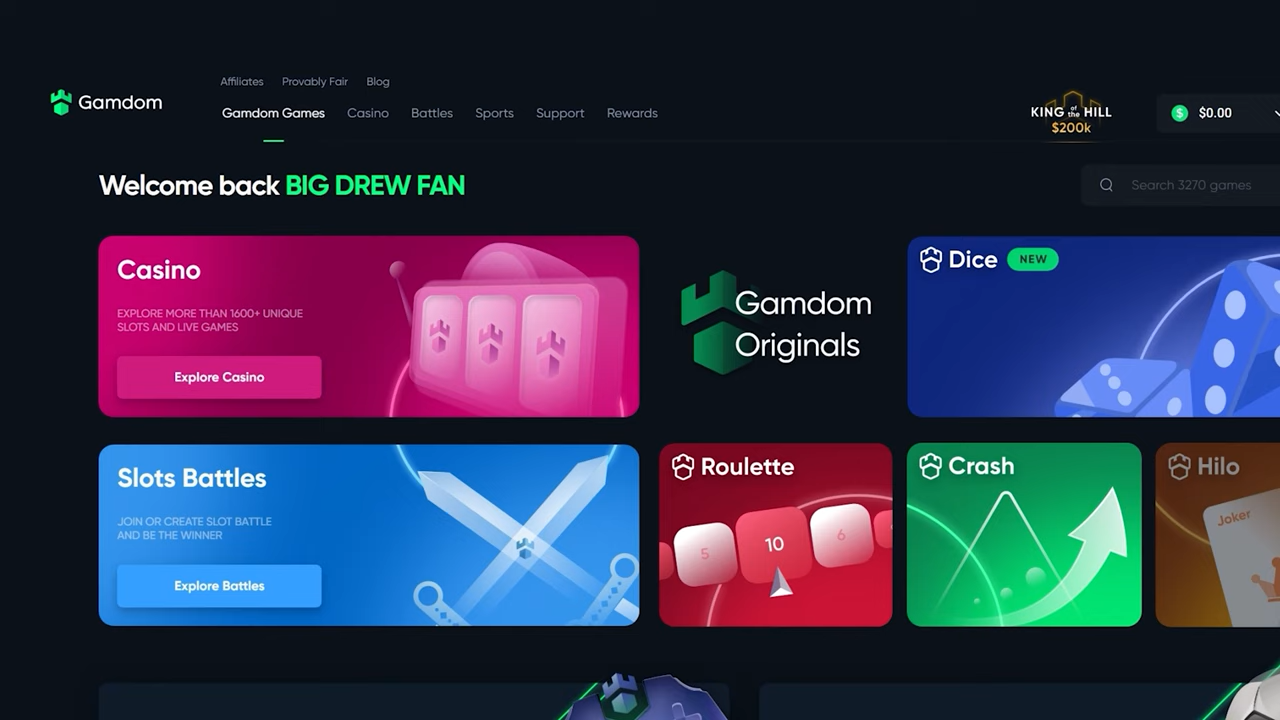 Affiliates Provably Fair Blog
Gamdom
Gamdom Games Casino Battles Sports Support Rewards
KING of the HILL
$200k
$ $0.00
Welcome back BIG DREW FAN
Search 3270 games
Casino
EXPLORE MORE THAN 1600+ UNIQUE
SLOTS AND LIVE GAMES
Explore Casino
Gamdom
Originals
Dice NEW
Slots Battles
JOIN OR CREATE SLOT BATTLE
AND BE THE WINNER
Explore Battles
Roulette
5 10 6
Crash
Hilo
Joker